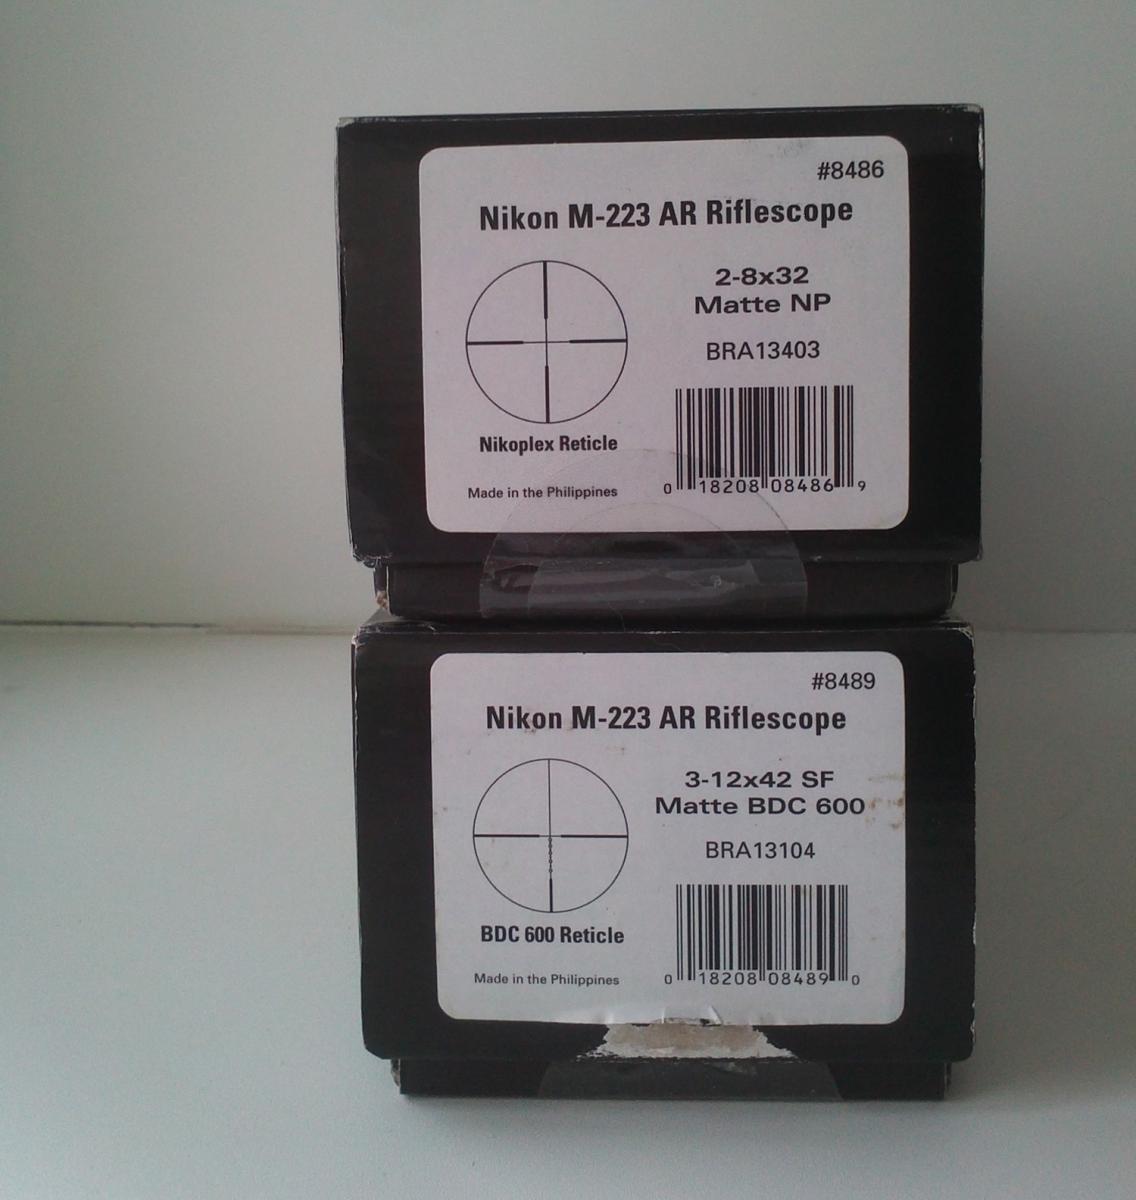 #8486
Nikon M-223 AR Riflescope
2-8x32
Matte NP
BRA13403
Nikoplex Reticle
Made in the Philippines
0 18208 08486 9
#8489
Nikon M-223 AR Riflescope
3-12x42 SF
Matte BDC 600
BRA13104
BDC 600 Reticle
Made in the Philippines
0 18208 08489 0